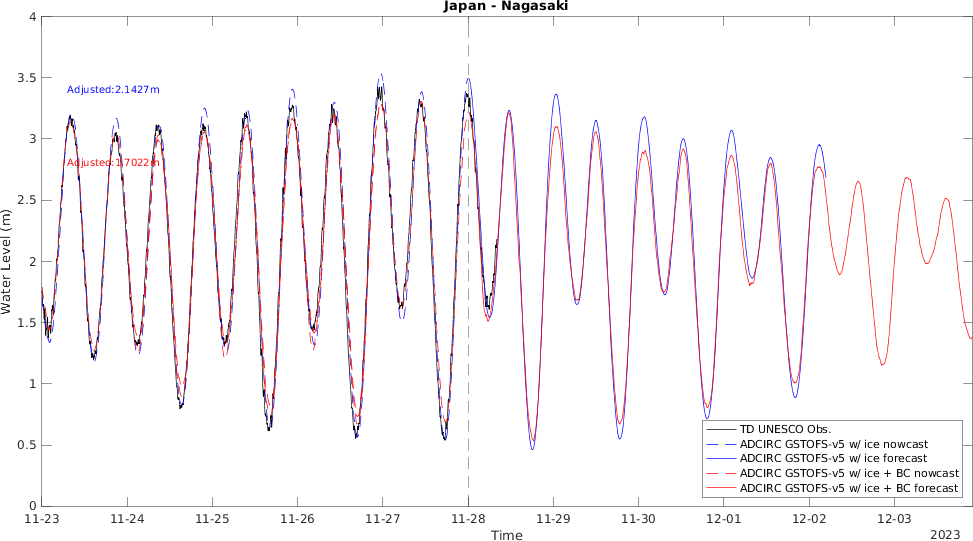 Japan - Nagasaki
Water Level (m)
4
3.5
3
2.5
2
1.5
1
0.5
0
Adjusted:2.1427m
Adjusted:1.7022m
TD UNESCO Obs.
ADCIRC GSTOFS-v5 w/ ice nowcast
ADCIRC GSTOFS-v5 w/ ice forecast
ADCIRC GSTOFS-v5 w/ ice + BC nowcast
ADCIRC GSTOFS-v5 w/ ice + BC forecast
11-23 11-24 11-25 11-26 11-27 11-28 11-29 11-30 12-01 12-02 12-03
Time
2023